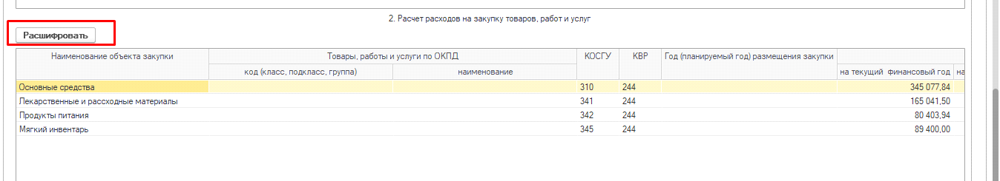 2. Расчет расходов на закупку товаров, работ и услуг
Расшифровать
Наименование объекта закупки Товары, работы и услуги по ОКПД КОСГУ КВР Год (планируемый год) размещения закупки
код (класс, подкласс, группа) наименование на текущий финансовый год на
Основные средства 310 244 345 077,84
Лекарственные и рассходные материалы 341 244 165 041,50
Продукты питания 342 244 80 403,94
Мягкий инвентарь 345 244 89 400,00